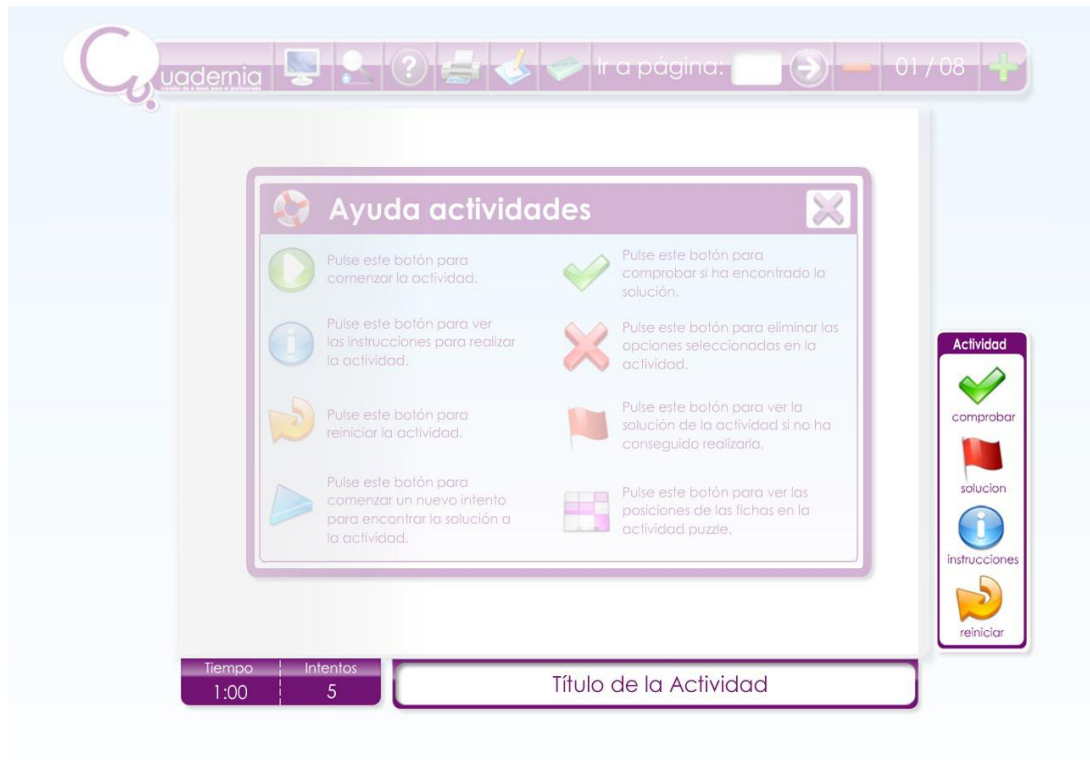 Cuadernia
Ir a página:
01 / 08
Ayuda actividades
Pulse este botón para
comenzar la actividad.
Pulse este botón para ver
las instrucciones para realizar
la actividad.
Pulse este botón para
reiniciar la actividad.
Pulse este botón para
comenzar un nuevo intento
para encontrar la solución a
la actividad.
Pulse este botón para
comprobar si ha encontrado la
solución.
Pulse este botón para eliminar las
opciones seleccionadas en la
actividad.
Pulse este botón para ver la
solución de la actividad si no ha
conseguido realizarla.
Pulse este botón para ver las
posiciones de las fichas en la
actividad puzzle.
Actividad
comprobar
solucion
instrucciones
reiniciar
Tiempo
1:00
Intentos
5
Título de la Actividad